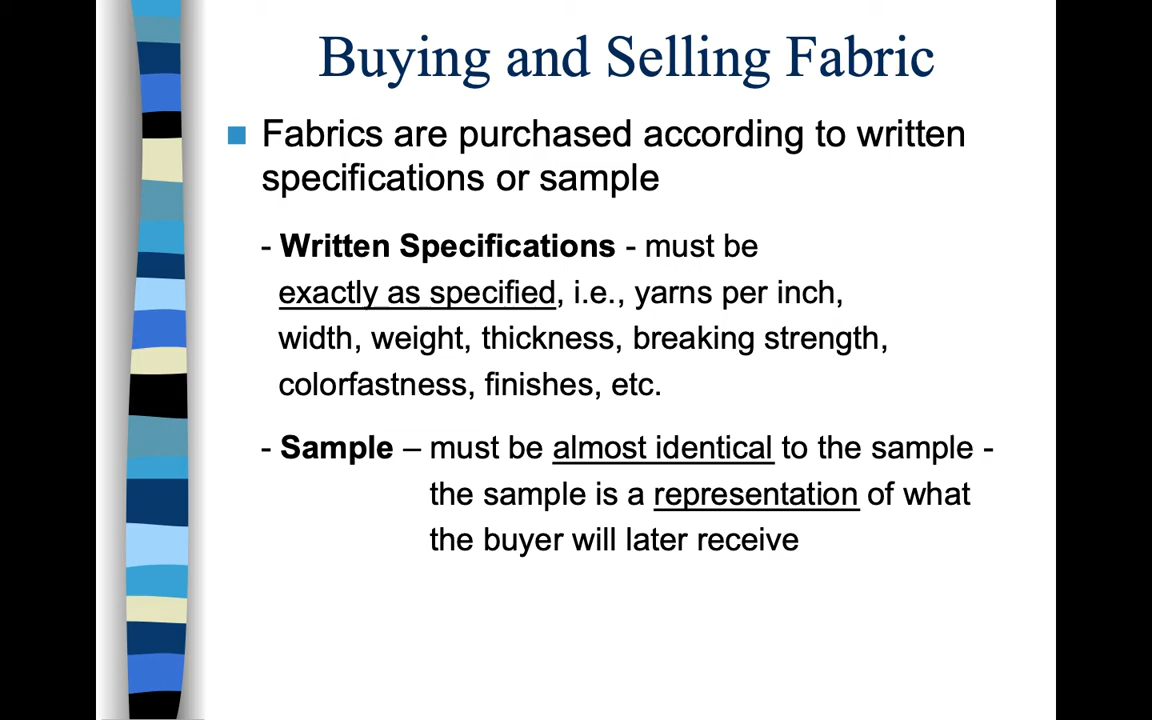 Buying and Selling Fabric
Fabrics are purchased according to written
specifications or sample
- Written Specifications - must be
exactly as specified, i.e., yarns per inch,
width, weight, thickness, breaking strength,
colorfastness, finishes, etc.
- Sample – must be almost identical to the sample -
the sample is a representation of what
the buyer will later receive